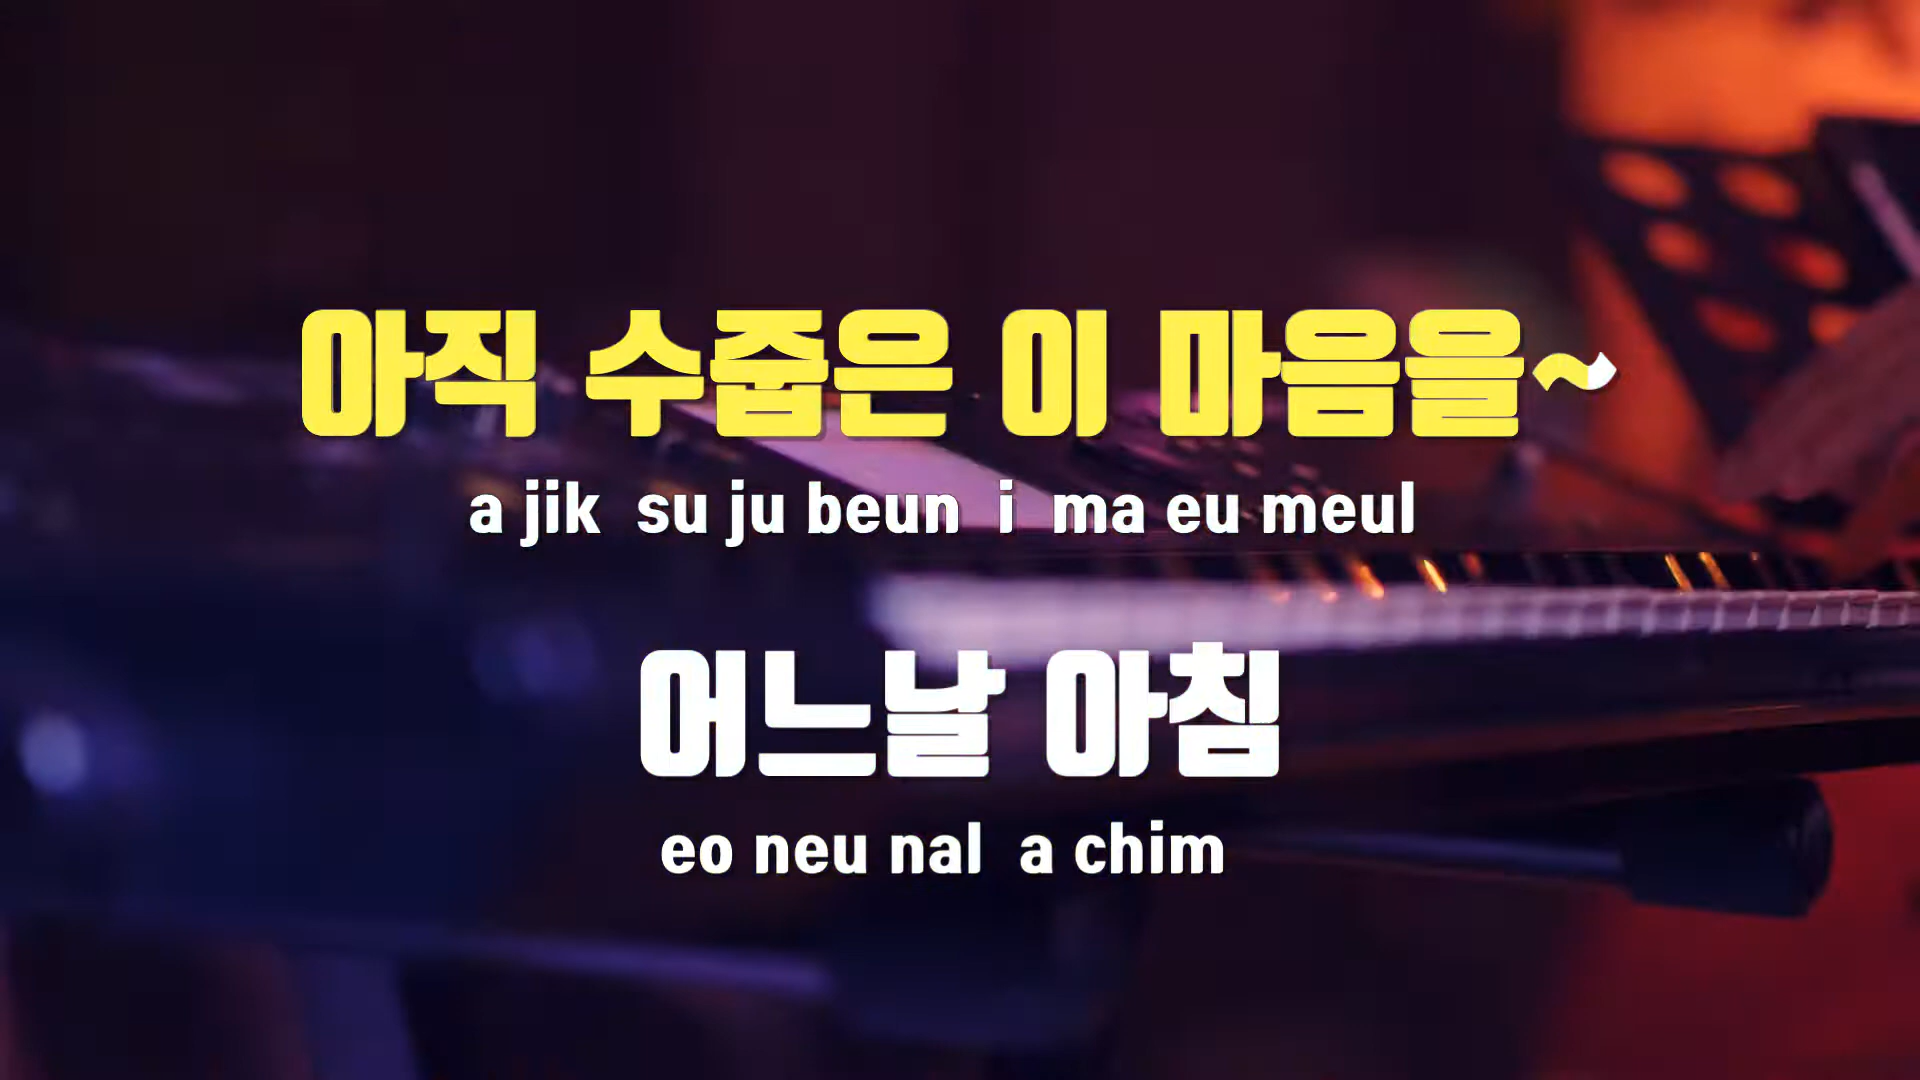 아직 수줍은 이 마음을~
a jik su ju beun i ma eu meul
어느날 아침
eo neu nal a chim